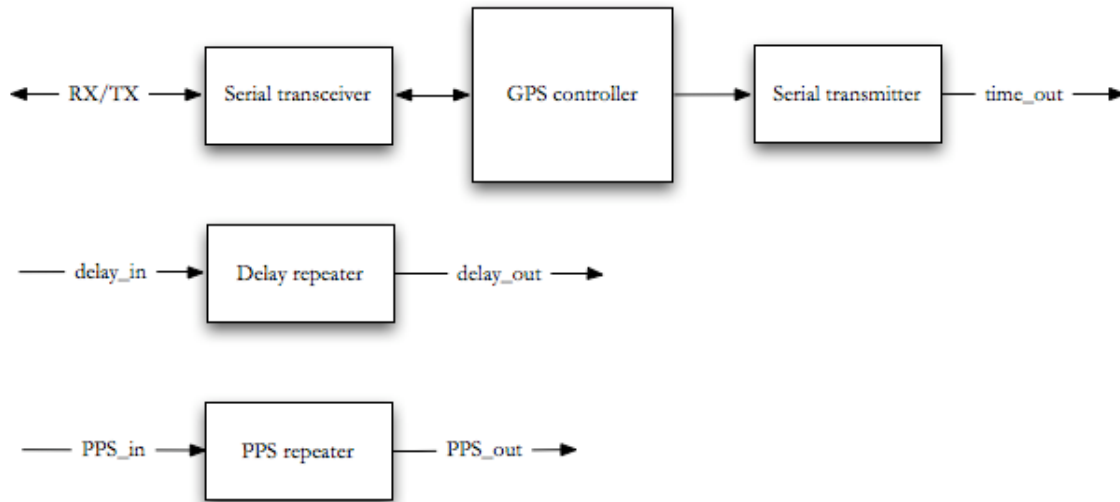 RX/TX
Serial transceiver
GPS controller
Serial transmitter
time_out
delay_in
Delay repeater
delay_out
PPS_in
PPS repeater
PPS_out